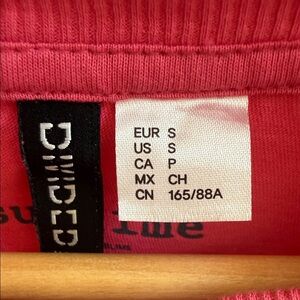 DIVIDED
EUR S
US S
CA P
MX CH
CN 165/88A